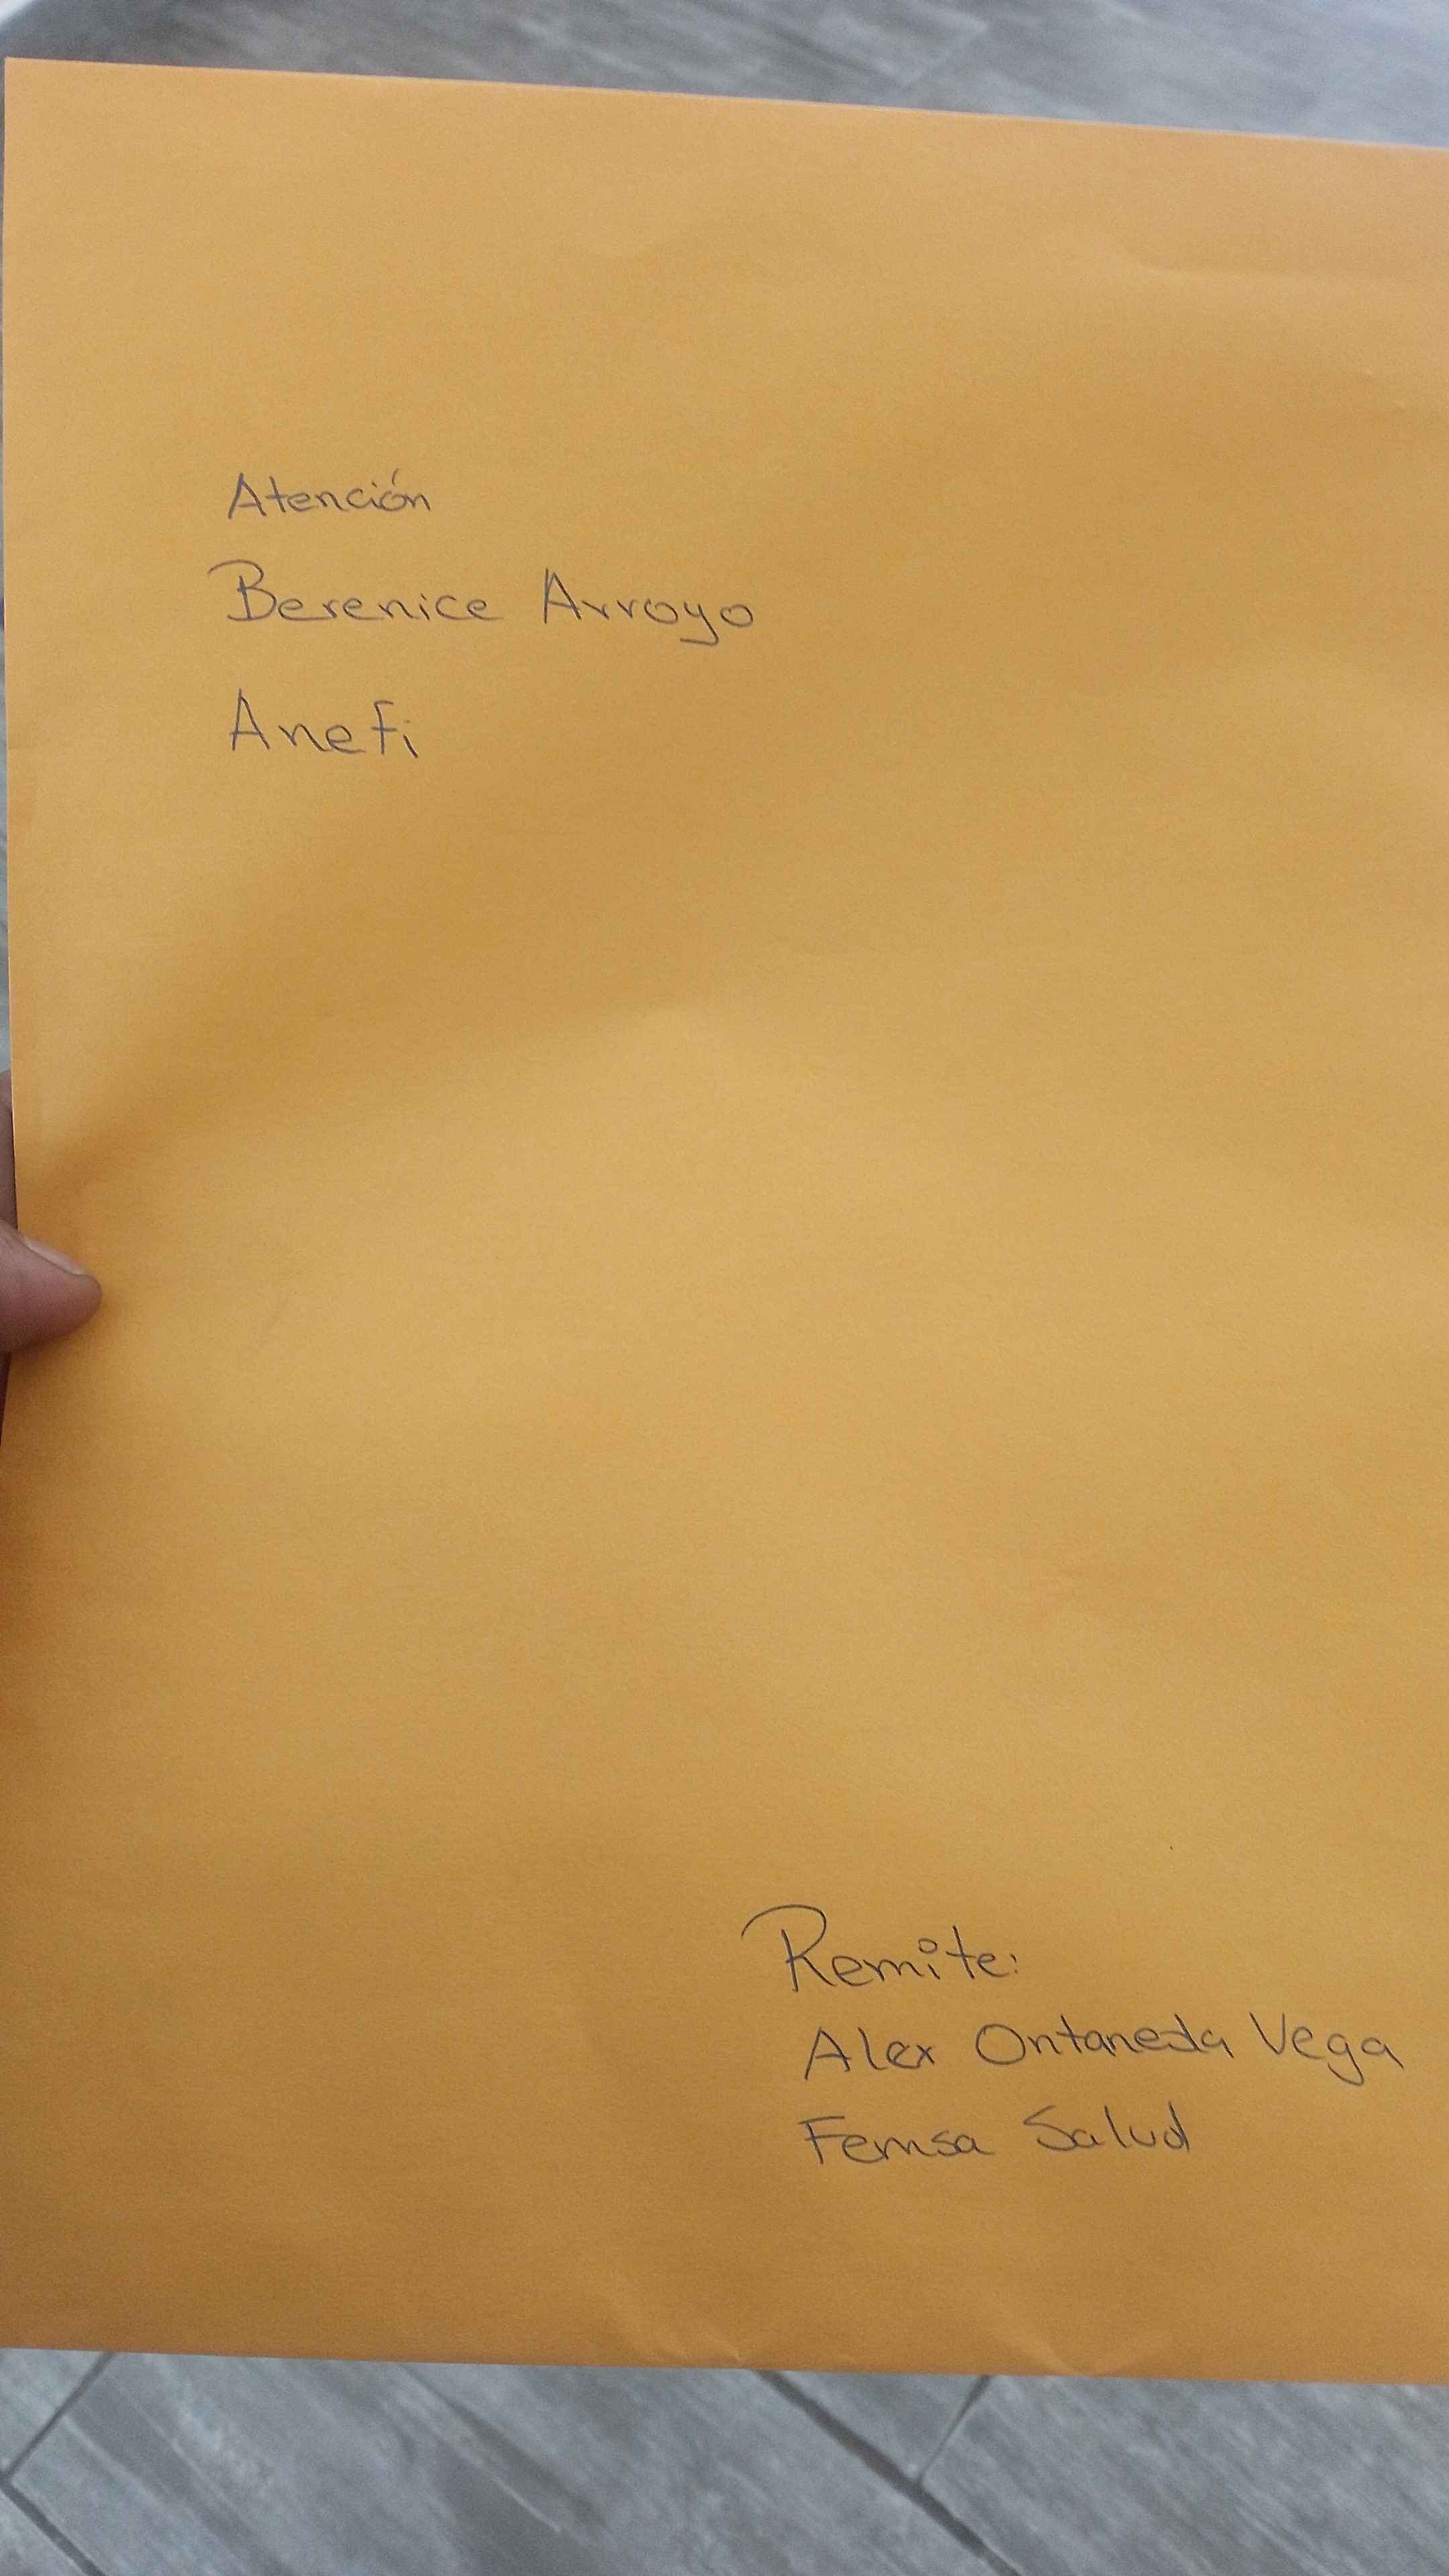 Atención
Berenice Arroyo
Anefi
Remite:
Alex Ontaneda Vega
Femsa Salud